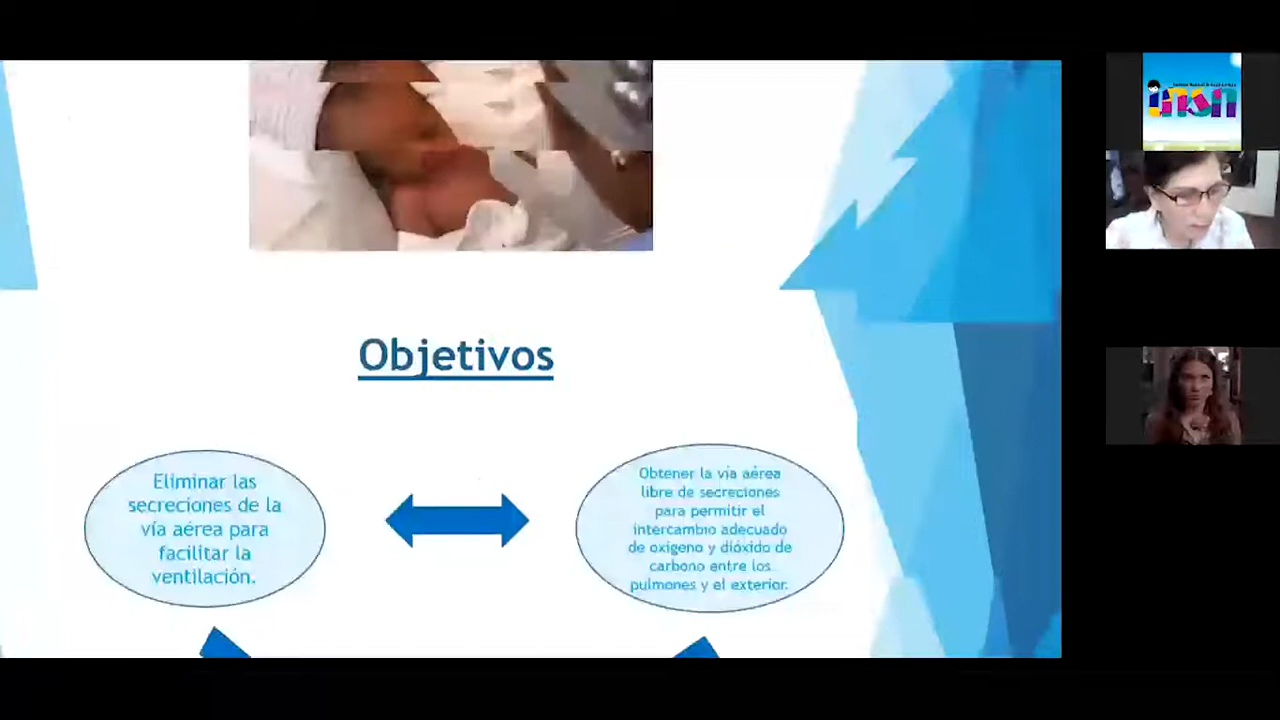 Objetivos
Eliminar las
secreciones de la
vía aérea para
facilitar la
ventilación.
Obtener la vía aérea
libre de secreciones
para permitir el
intercambio adecuado
de oxígeno y dióxido de
carbono entre los
pulmones y el exterior.
insn